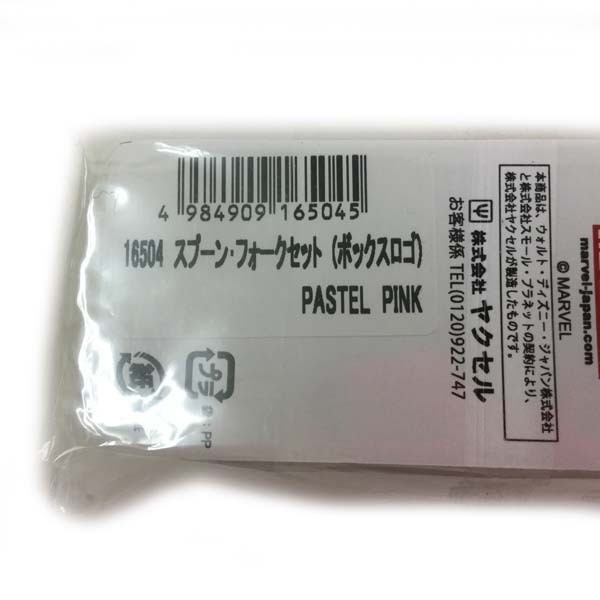 4 984909 165045
16504 スプーン・フォークセット (ボックスロゴ)
PASTEL PINK
紙
プラ
袋:PP
株式会社 ヤクセル
お客様係 TEL(0120)922-747
本商品は、ウォルト・ディズニー・ジャパン株式会社
と株式会社スモール・プラネットの契約により、
株式会社ヤクセルが製造したものです。
© MARVEL
marvel-japan.com